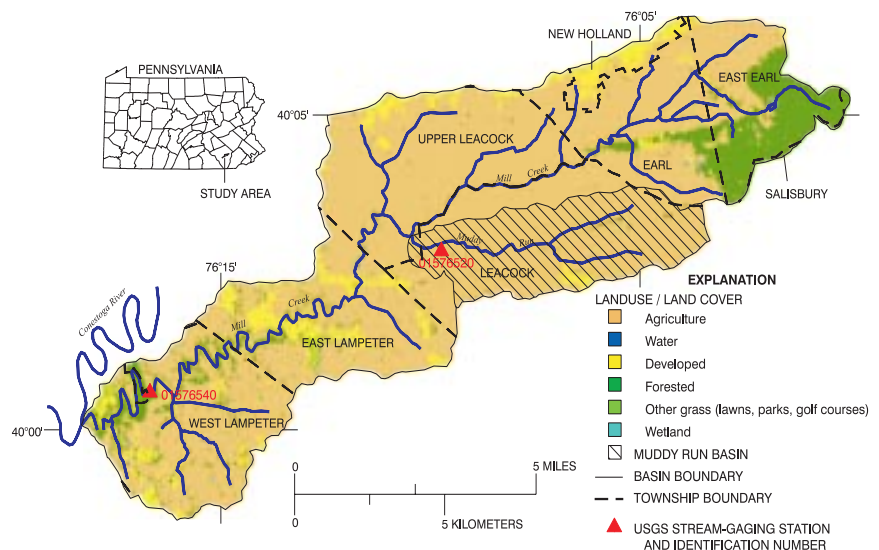 76°05'
NEW HOLLAND
PENNSYLVANIA
EAST EARL
40°05'
40°05'
UPPER LEACOCK
EARL
Mill Creek
STUDY AREA
SALISBURY
Muddy Run
01576520
LEACOCK
76°15'
EXPLANATION
LANDUSE / LAND COVER
Conestoga River
Mill Creek
Agriculture
Water
EAST LAMPETER
Developed
Forested
01576540
Other grass (lawns, parks, golf courses)
40°00'
WEST LAMPETER
Wetland
MUDDY RUN BASIN
0 5 MILES
BASIN BOUNDARY
TOWNSHIP BOUNDARY
0 5 KILOMETERS
USGS STREAM-GAGING STATION
AND IDENTIFICATION NUMBER